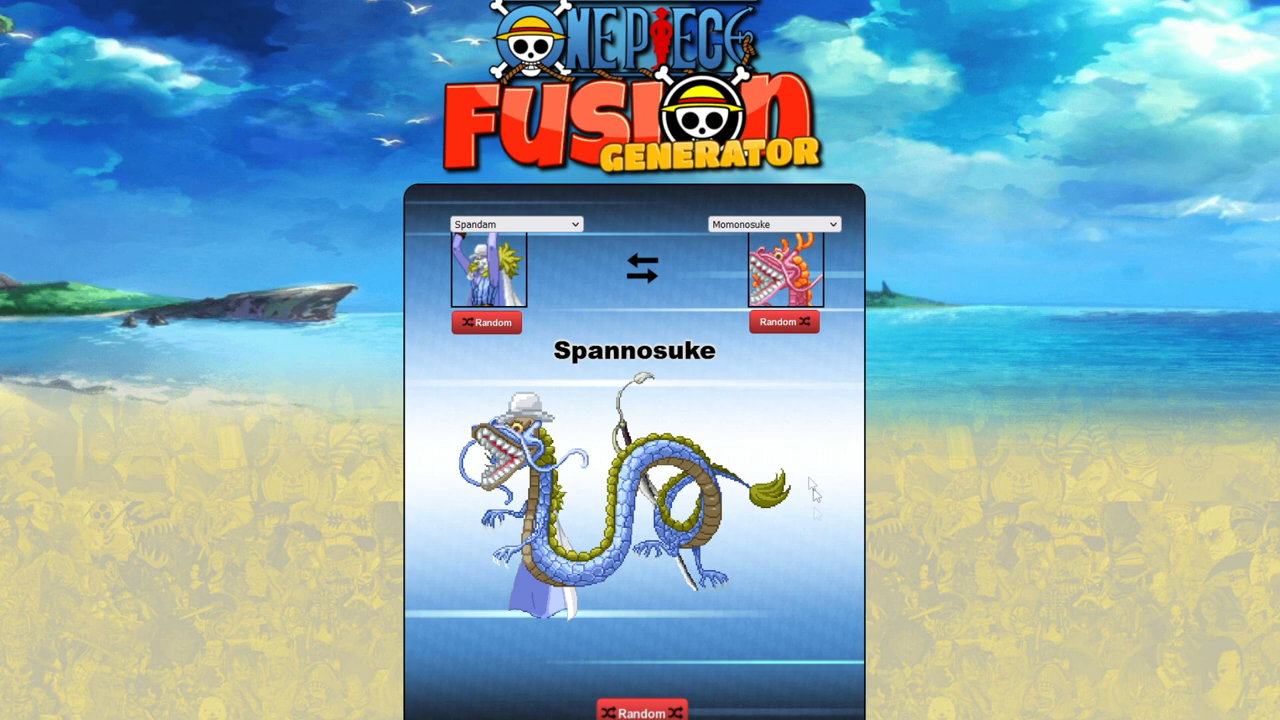 ONE PIECE
FUSION
GENERATOR
Spandam
Momonosuke
Random
Random
Spannosuke
Random